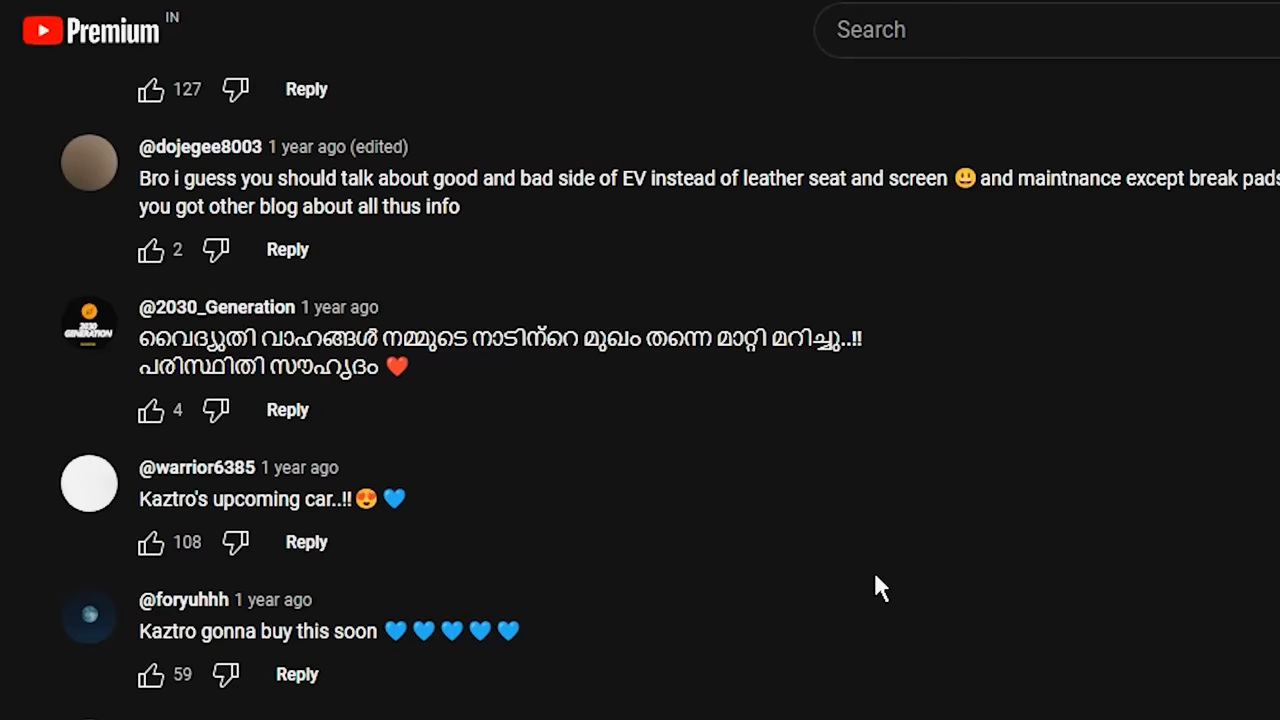 Premium IN
Search
127 Reply
@dojegee8003 1 year ago (edited)
Bro i guess you should talk about good and bad side of EV instead of leather seat and screen 😃 and maintnance except break pads
you got other blog about all thus info
2 Reply
2030 GENERATION
@2030_Generation 1 year ago
വൈദ്യുതി വാഹങ്ങൾ നമ്മുടെ നാടിന്റെ മുഖം തന്നെ മാറ്റി മറിച്ചു..!!
പരിസ്ഥിതി സൗഹൃദം ❤️
4 Reply
@warrior6385 1 year ago
Kaztro's upcoming car..!!😍💙
108 Reply
@foryuhhh 1 year ago
Kaztro gonna buy this soon 💙💙💙💙💙
59 Reply